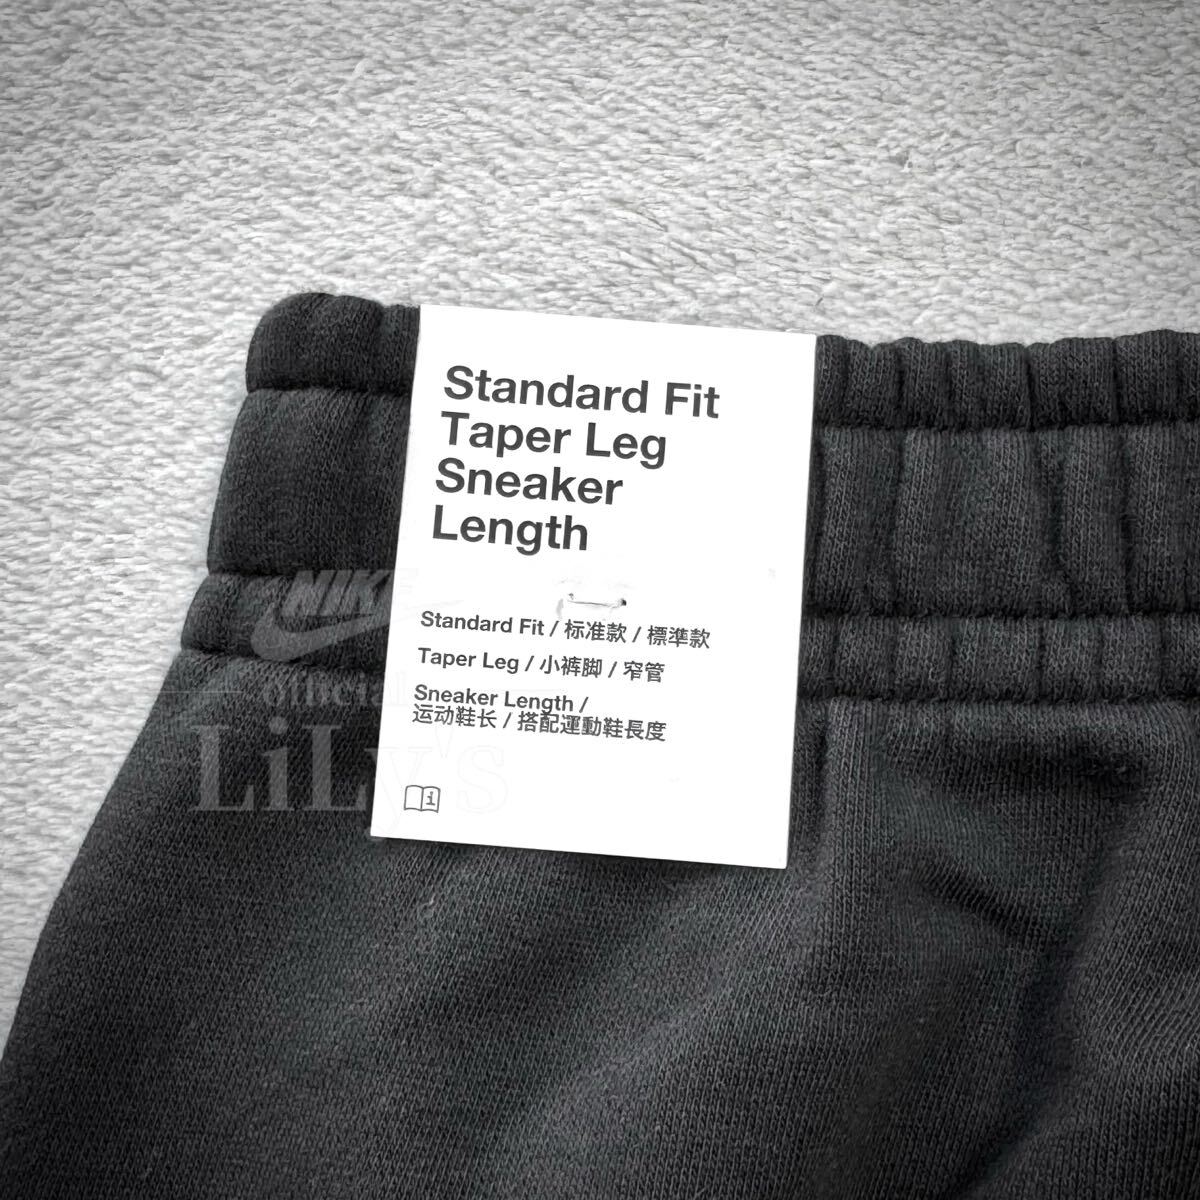 Standard Fit
Taper Leg
Sneaker
Length
Standard Fit / 标准款 / 標準款
Taper Leg / 小裤脚 / 窄管
Sneaker Length /
运动鞋长 / 搭配運動鞋長度
i
NIKE
official
LiLy's